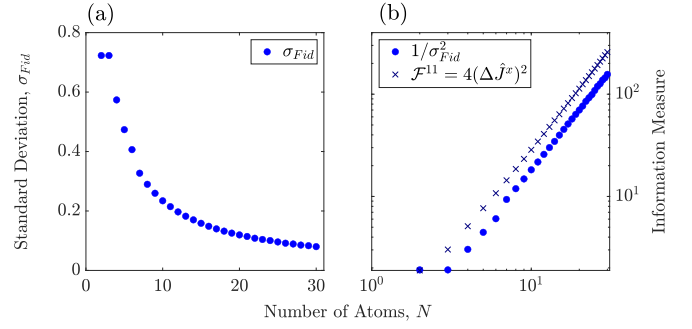 (a)
(b)
0.8
0.6
0.4
0.2
0
0
10
20
30
Standard Deviation, σ_Fid
σ_Fid
1/σ²_Fid
𝓕¹¹ = 4(ΔĴˣ)²
10²
10¹
10⁰
10¹
Information Measure
Number of Atoms, N